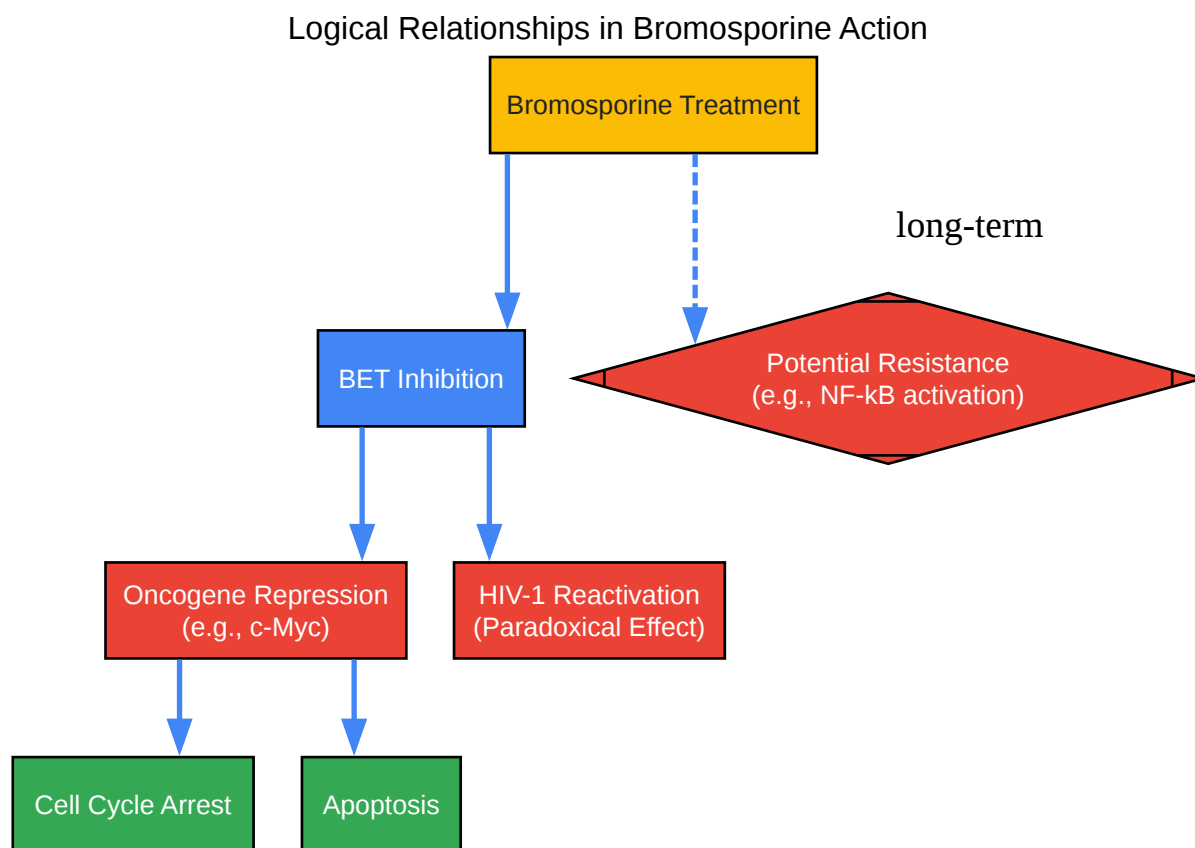 Logical Relationships in Bromosporine Action
Bromosporine Treatment
long-term
BET Inhibition
Potential Resistance
(e.g., NF-kB activation)
Oncogene Repression
(e.g., c-Myc)
HIV-1 Reactivation
(Paradoxical Effect)
Cell Cycle Arrest
Apoptosis